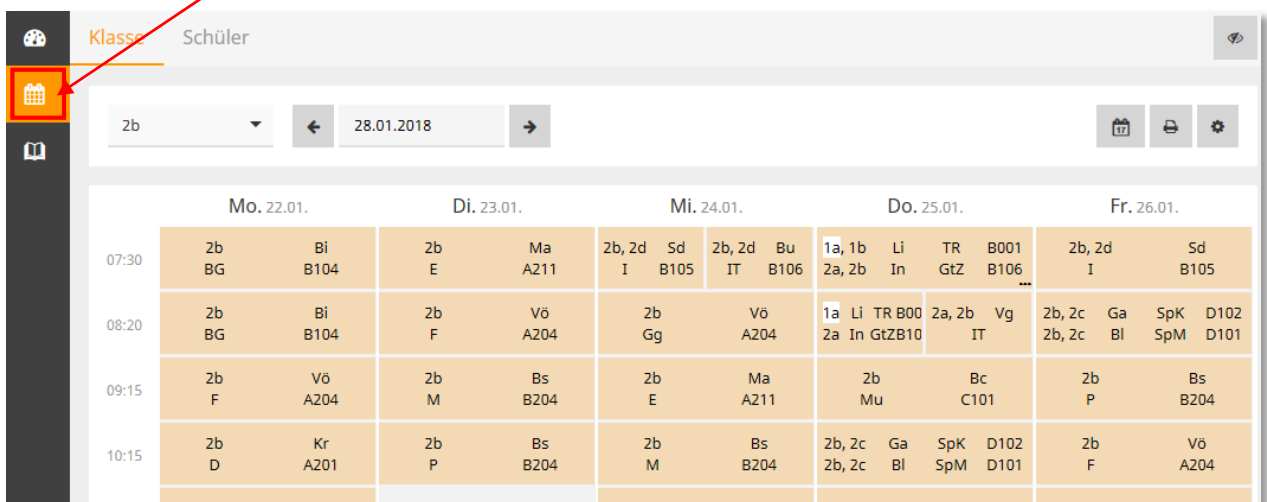 Klasse Schüler
2b 28.01.2018 17
Mo. 22.01. Di. 23.01. Mi. 24.01. Do. 25.01. Fr. 26.01.
07:30
2b Bi 2b Ma 2b, 2d Sd 2b, 2d Bu 1a, 1b Li TR B001 2b, 2d Sd
BG B104 E A211 I B105 IT B106 2a, 2b In GtZ B106 I B105
...
08:20
2b Bi 2b Vö 2b Vö 1a Li TR B00 2a, 2b Vg 2b, 2c Ga SpK D102
BG B104 F A204 Gg A204 2a In GtZB10 IT 2b, 2c Bl SpM D101
09:15
2b Vö 2b Bs 2b Ma 2b Bc 2b Bs
F A204 M B204 E A211 Mu C101 P B204
10:15
2b Kr 2b Bs 2b Bs 2b, 2c Ga SpK D102 2b Vö
D A201 P B204 M B204 2b, 2c Bl SpM D101 F A204